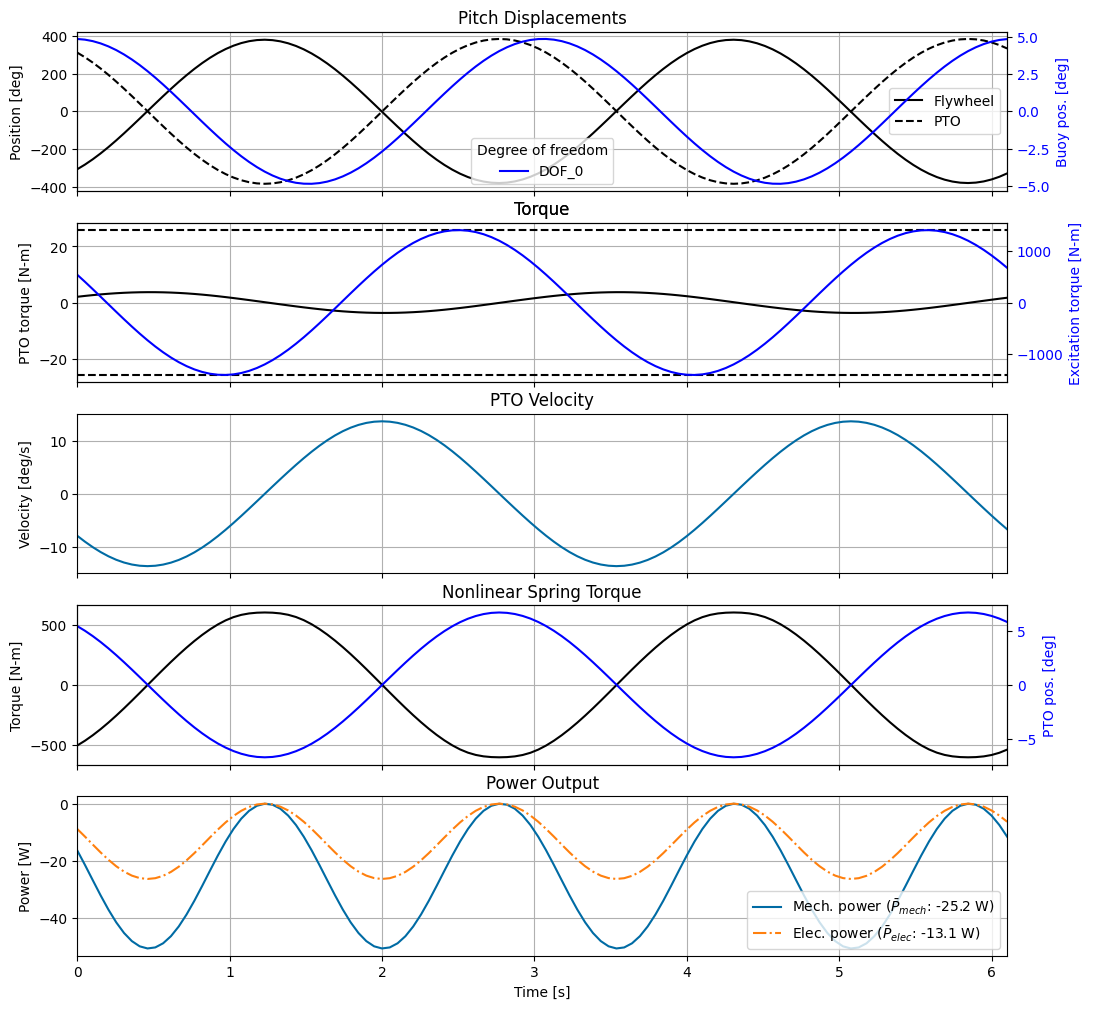 Pitch Displacements
Position [deg]
400
200
0
−200
−400
5.0
2.5
0.0
−2.5
−5.0
Buoy pos. [deg]
Flywheel
PTO
Degree of freedom
DOF_0
Torque
PTO torque [N-m]
20
0
−20
1000
0
−1000
Excitation torque [N-m]
PTO Velocity
Velocity [deg/s]
10
0
−10
Nonlinear Spring Torque
Torque [N-m]
500
0
−500
5
0
−5
PTO pos. [deg]
Power Output
Power [W]
0
−20
−40
Mech. power (P̄mech: -25.2 W)
Elec. power (P̄elec: -13.1 W)
0 1 2 3 4 5 6
Time [s]